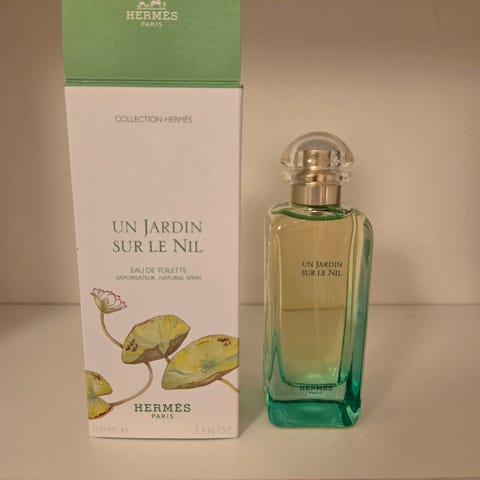 HERMÈS
PARIS
COLLECTION HERMÈS
UN JARDIN
SUR LE NIL
EAU DE TOILETTE
VAPORISATEUR . NATURAL SPRAY
HERMÈS
PARIS
100 ML e 3.3 FL.OZ.
UN JARDIN
SUR LE NIL
HERMÈS
PARIS